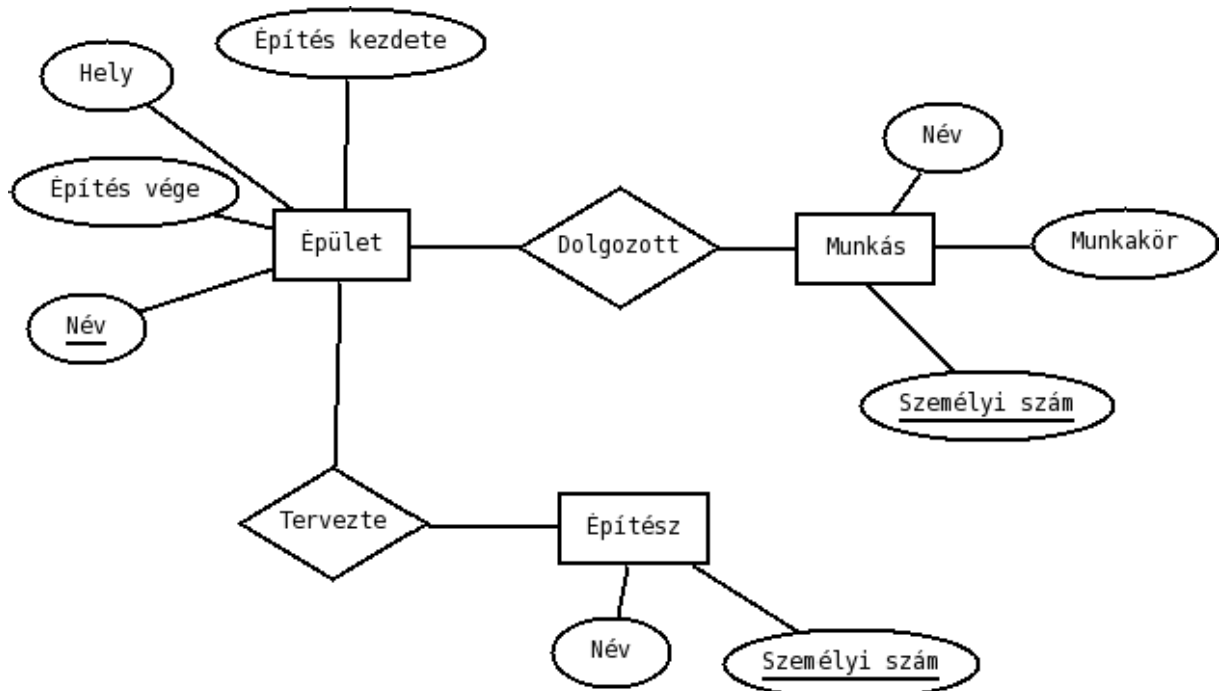 Építés kezdete
Hely
Név
Építés vége
Épület
Dolgozott
Munkás
Munkakör
Név
Személyi szám
Tervezte
Építész
Név
Személyi szám